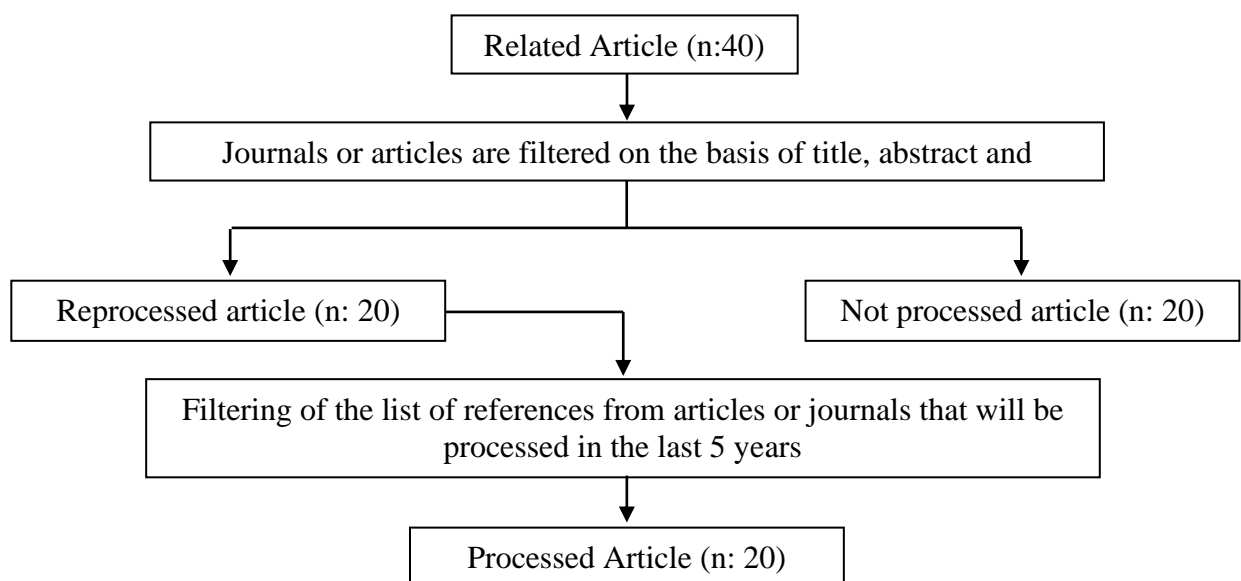 Related Article (n:40)
Journals or articles are filtered on the basis of title, abstract and
Reprocessed article (n: 20)
Not processed article (n: 20)
Filtering of the list of references from articles or journals that will be
processed in the last 5 years
Processed Article (n: 20)